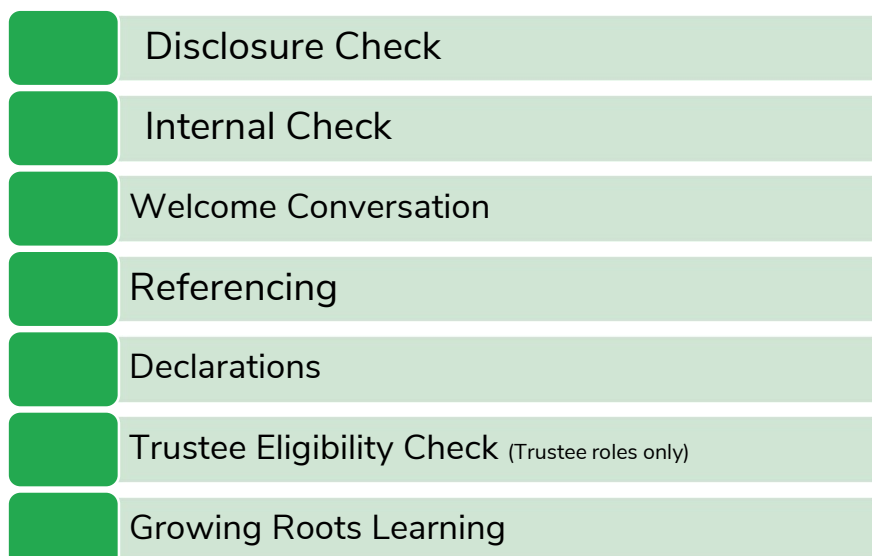 Disclosure Check
Internal Check
Welcome Conversation
Referencing
Declarations
Trustee Eligibility Check (Trustee roles only)
Growing Roots Learning